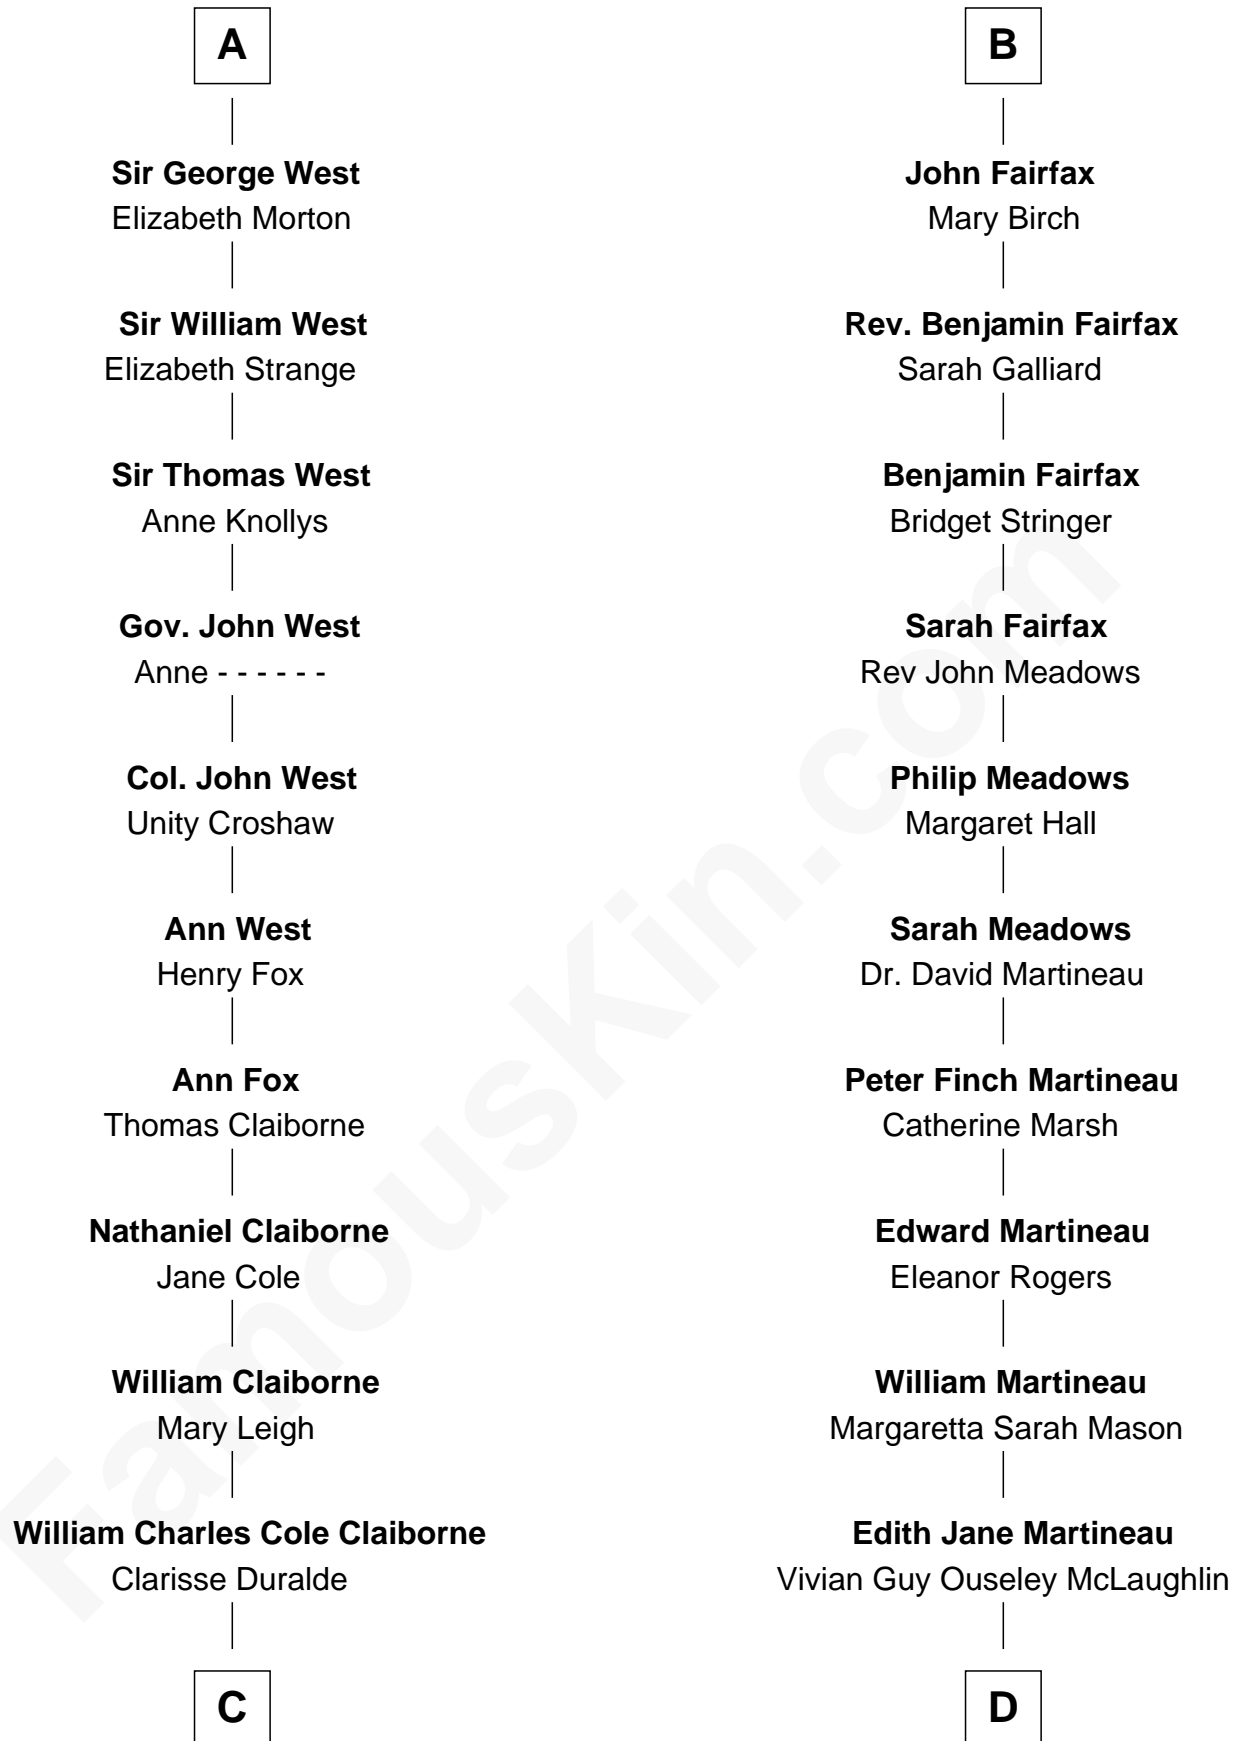 A
Sir George West
Elizabeth Morton
Sir William West
Elizabeth Strange
Sir Thomas West
Anne Knollys
Gov. John West
Anne - - - - - -
Col. John West
Unity Croshaw
Ann West
Henry Fox
Ann Fox
Thomas Claiborne
Nathaniel Claiborne
Jane Cole
William Claiborne
Mary Leigh
William Charles Cole Claiborne
Clarisse Duralde
C
B
John Fairfax
Mary Birch
Rev. Benjamin Fairfax
Sarah Galliard
Benjamin Fairfax
Bridget Stringer
Sarah Fairfax
Rev John Meadows
Philip Meadows
Margaret Hall
Sarah Meadows
Dr. David Martineau
Peter Finch Martineau
Catherine Marsh
Edward Martineau
Eleanor Rogers
William Martineau
Margaretta Sarah Mason
Edith Jane Martineau
Vivian Guy Ouseley McLaughlin
D
FamousKin.com